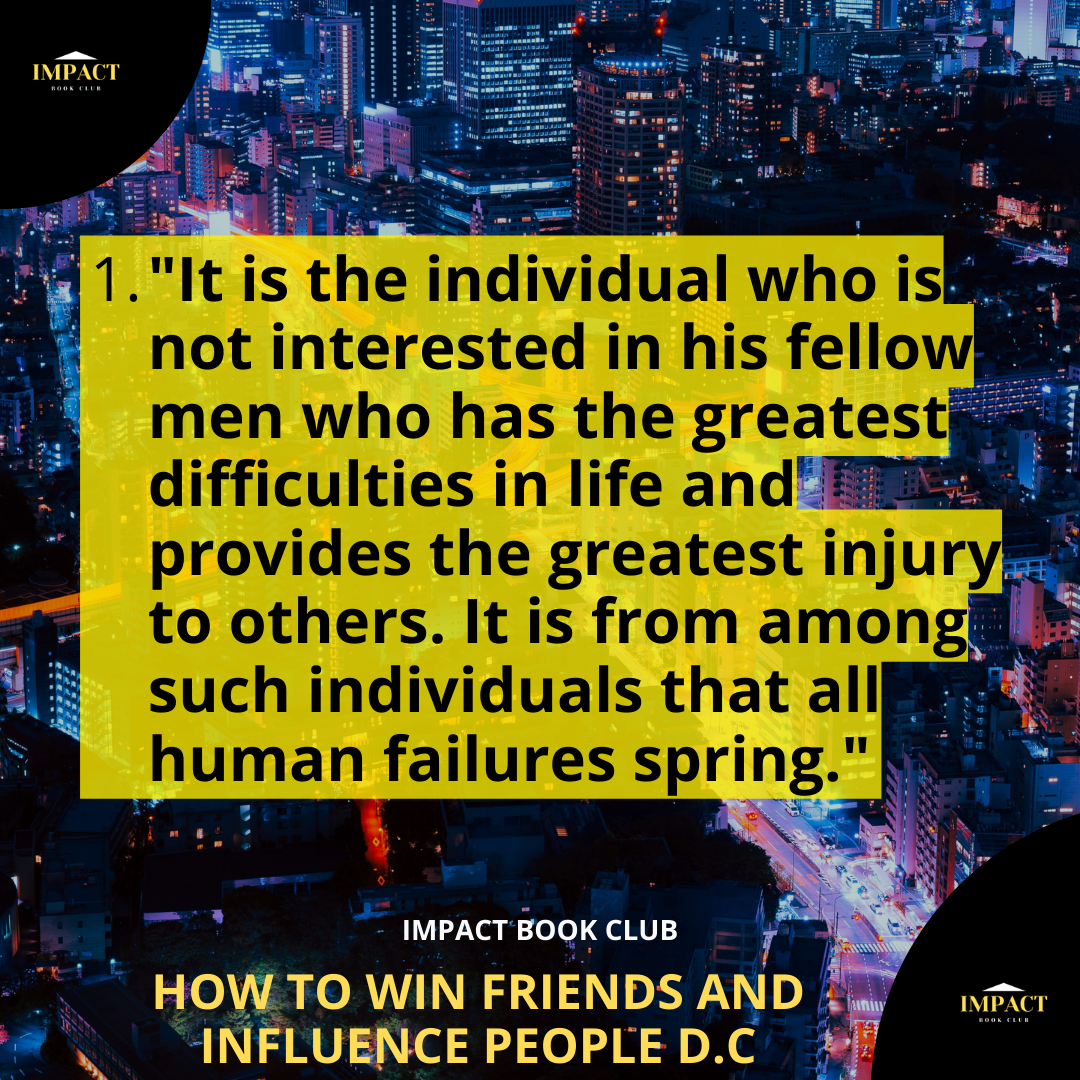 IMPACT
BOOK CLUB
1. "It is the individual who is
not interested in his fellow
men who has the greatest
difficulties in life and
provides the greatest injury
to others. It is from among
such individuals that all
human failures spring."
IMPACT BOOK CLUB
HOW TO WIN FRIENDS AND
INFLUENCE PEOPLE D.C
IMPACT
BOOK CLUB